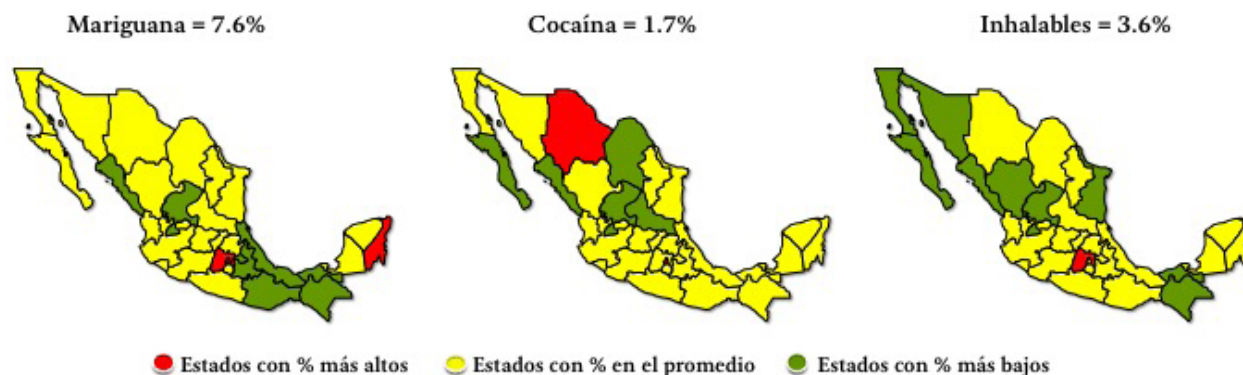 Mariguana = 7.6%
Cocaína = 1.7%
Inhalables = 3.6%
Estados con % más altos
Estados con % en el promedio
Estados con % más bajos